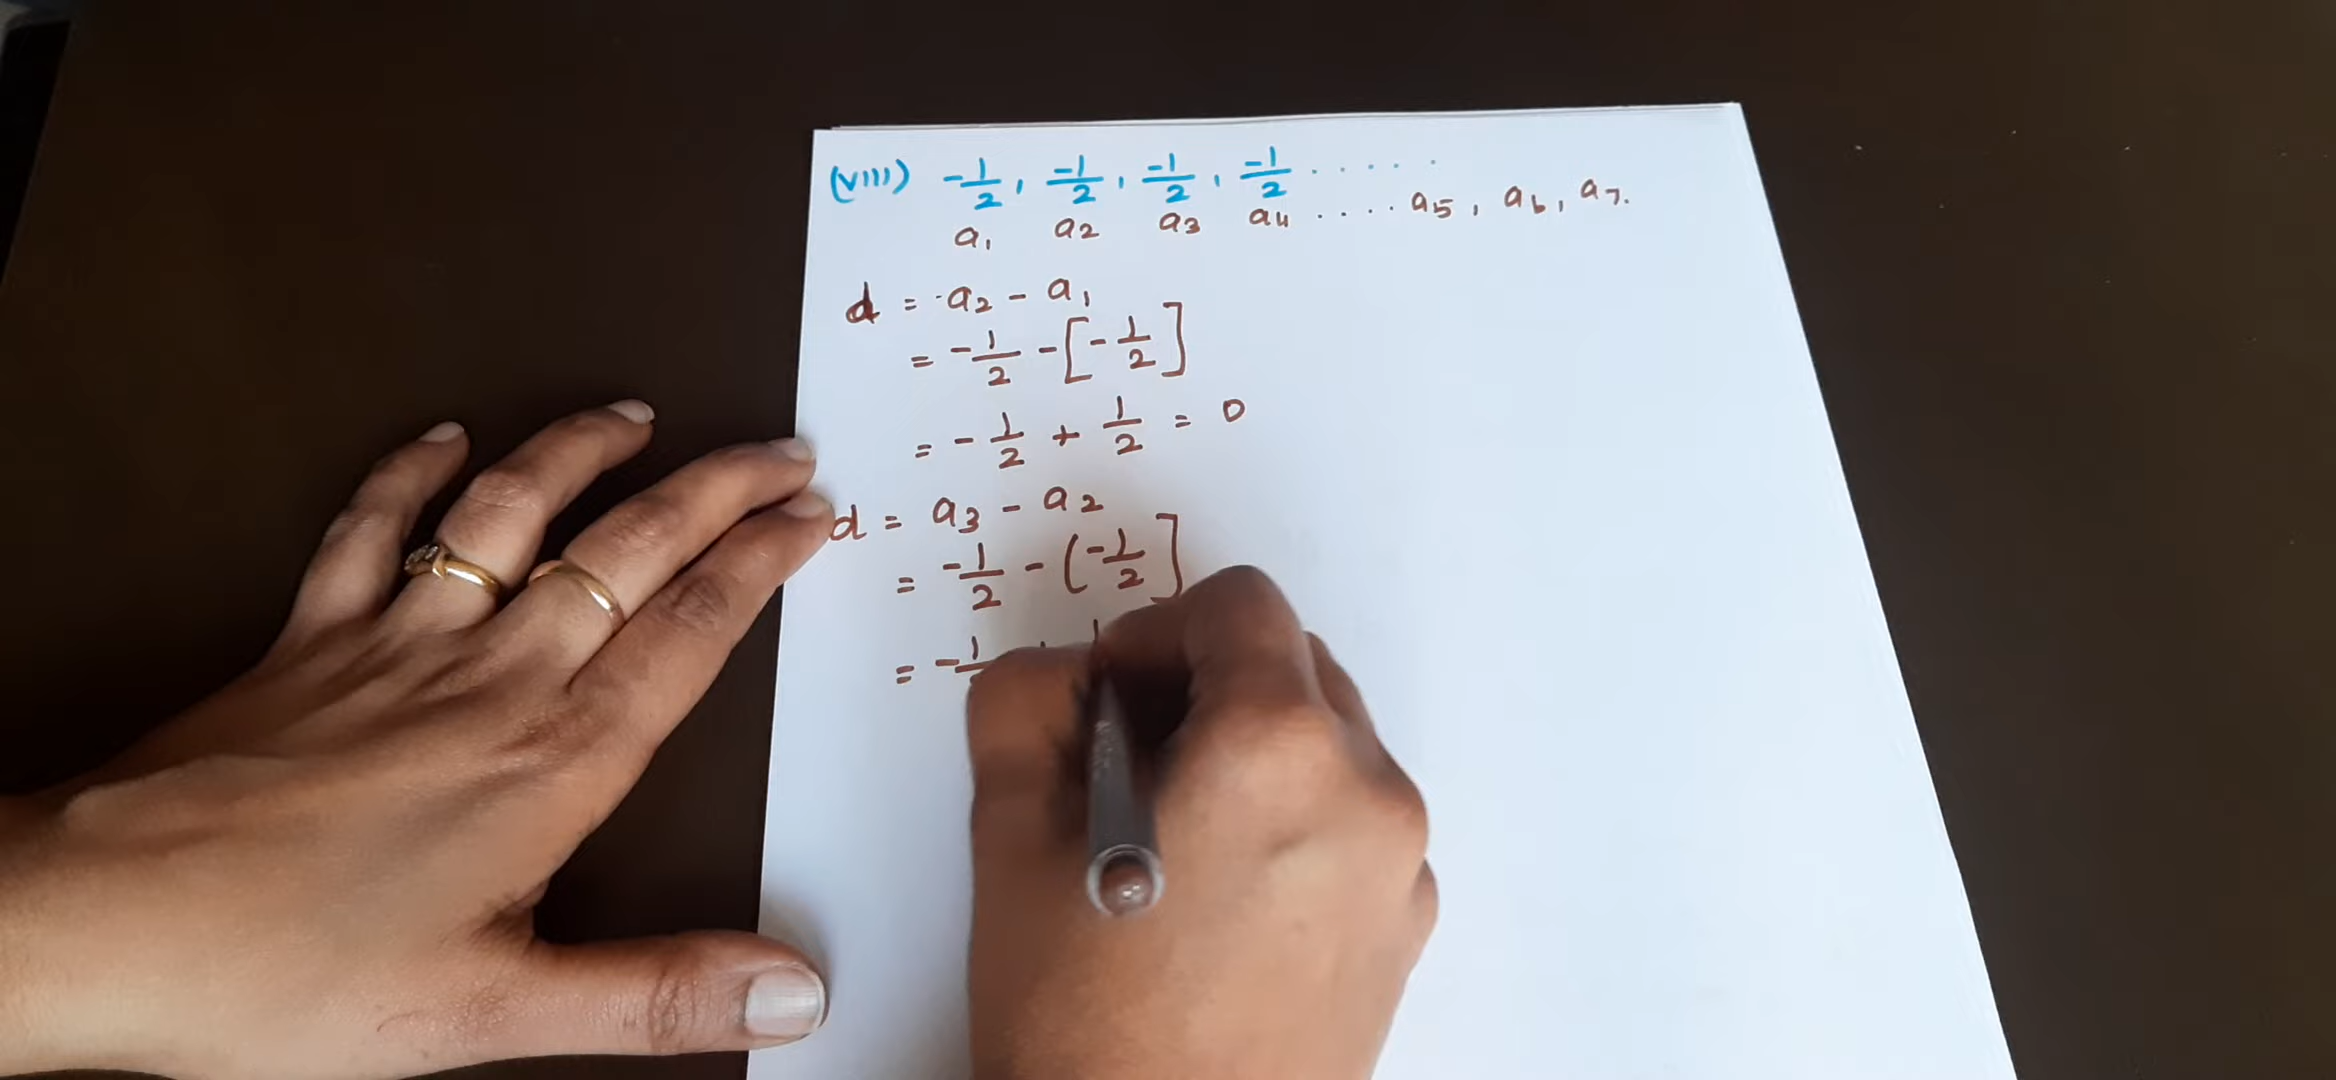 (viii) -1/2, -1/2, -1/2, -1/2 .....
a1 a2 a3 a4 .... a5, a6, a7.
d = a2 - a1
= -1/2 - [-1/2]
= -1/2 + 1/2 = 0
d = a3 - a2
= -1/2 - (-1/2]
= -1